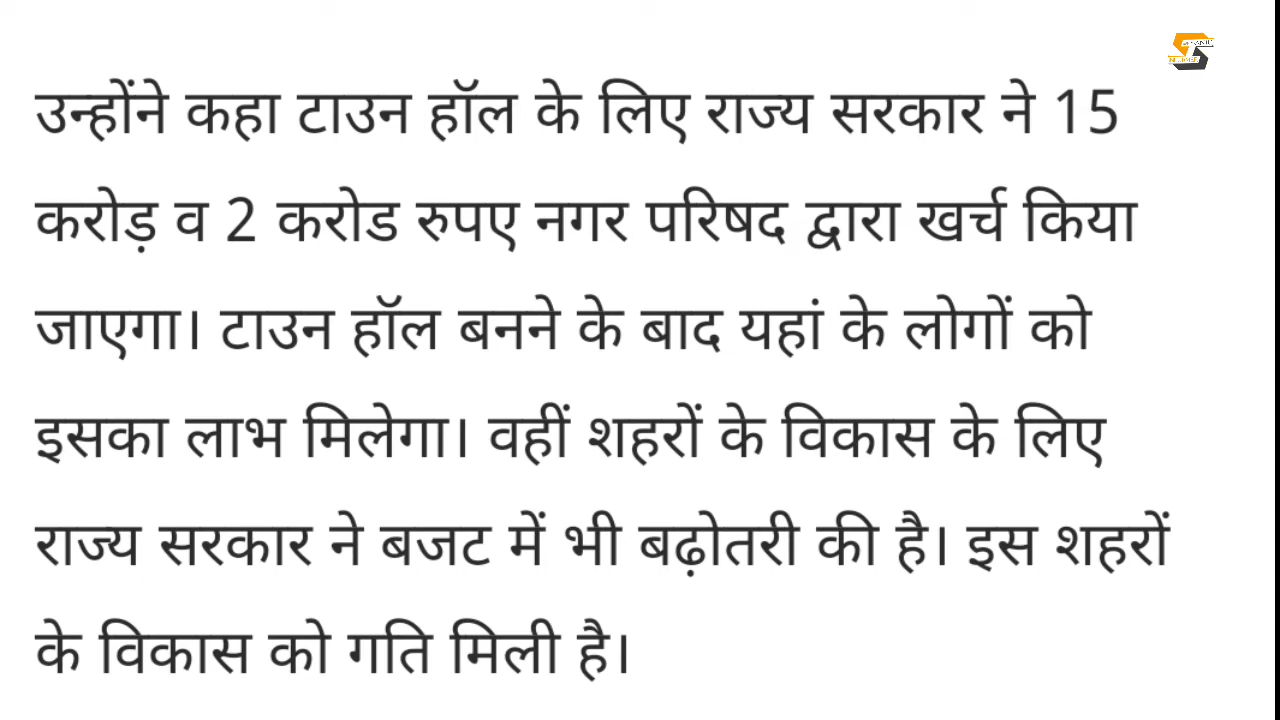 उन्होंने कहा टाउन हॉल के लिए राज्य सरकार ने 15
करोड़ व 2 करोड रुपए नगर परिषद द्वारा खर्च किया
जाएगा। टाउन हॉल बनने के बाद यहां के लोगों को
इसका लाभ मिलेगा। वहीं शहरों के विकास के लिए
राज्य सरकार ने बजट में भी बढ़ोतरी की है। इस शहरों
के विकास को गति मिली है।